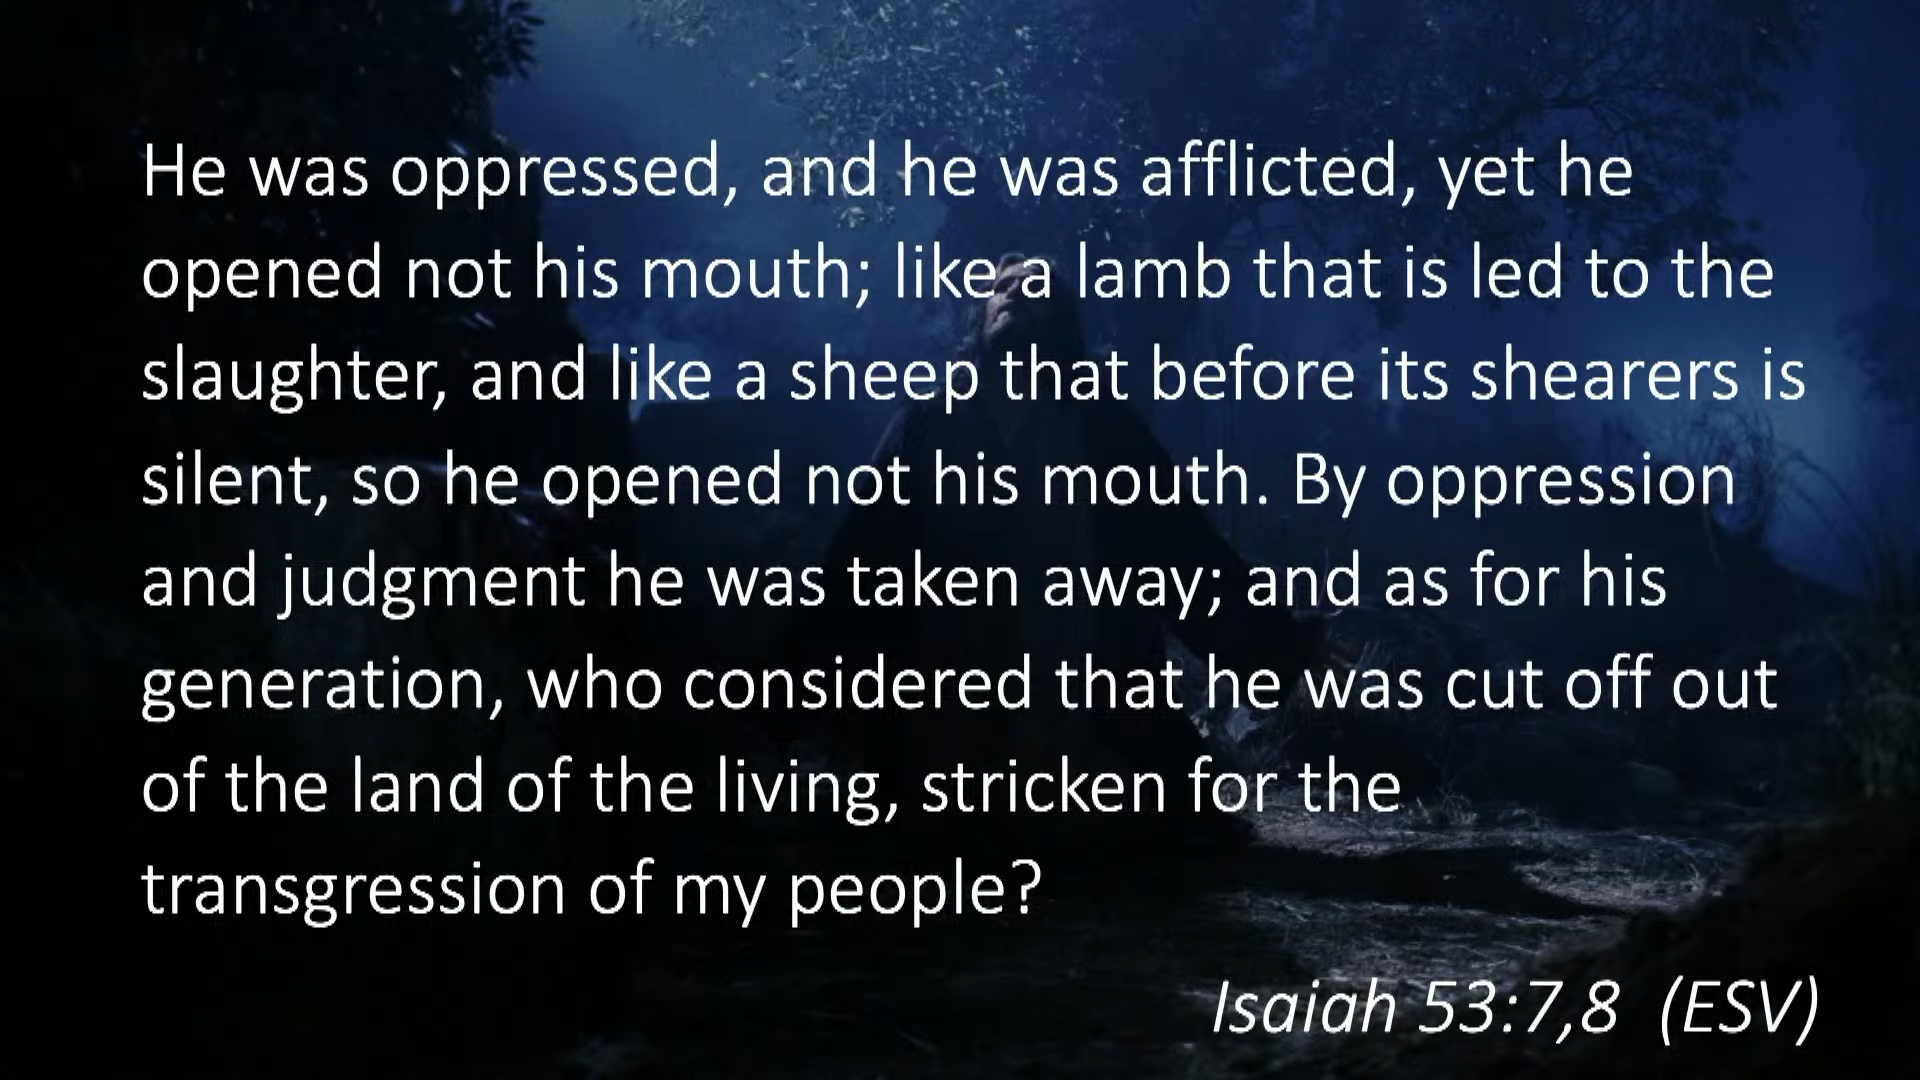 He was oppressed, and he was afflicted, yet he
opened not his mouth; like a lamb that is led to the
slaughter, and like a sheep that before its shearers is
silent, so he opened not his mouth. By oppression
and judgment he was taken away; and as for his
generation, who considered that he was cut off out
of the land of the living, stricken for the
transgression of my people?
Isaiah 53:7,8 (ESV)